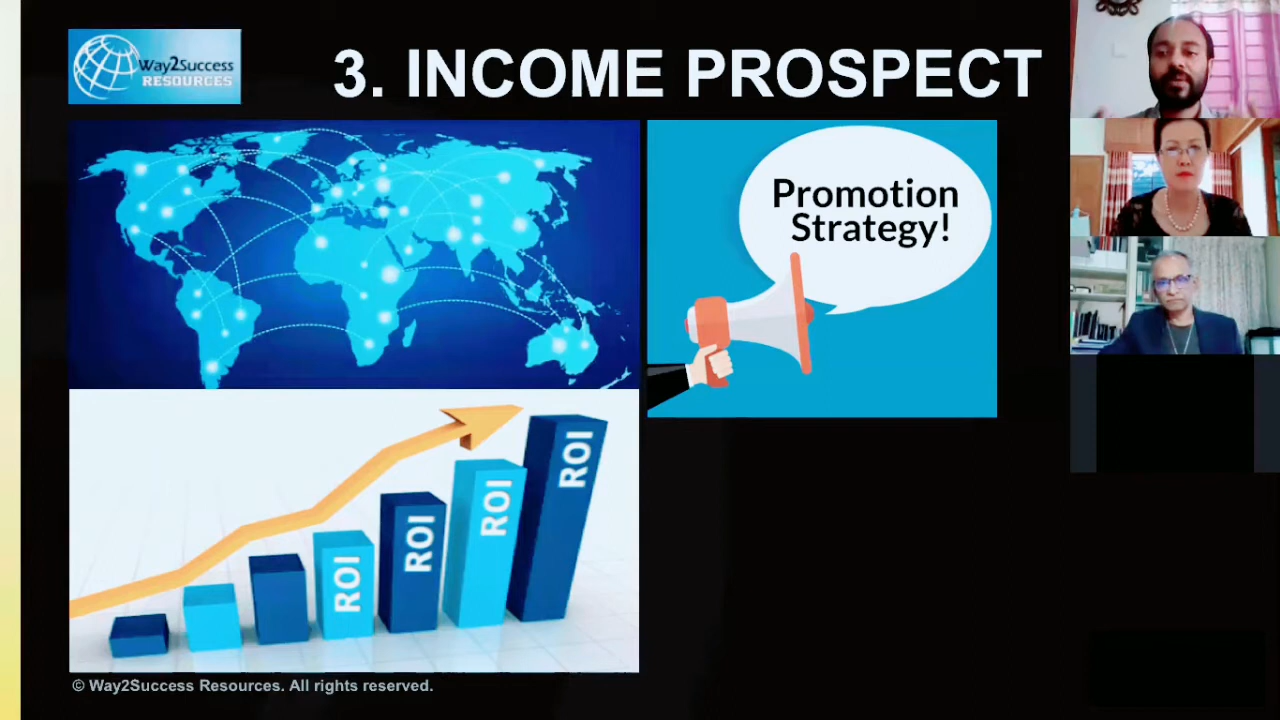 Way2Success
RESOURCES
3. INCOME PROSPECT
Promotion
Strategy!
ROI
ROI
ROI
ROI
© Way2Success Resources. All rights reserved.